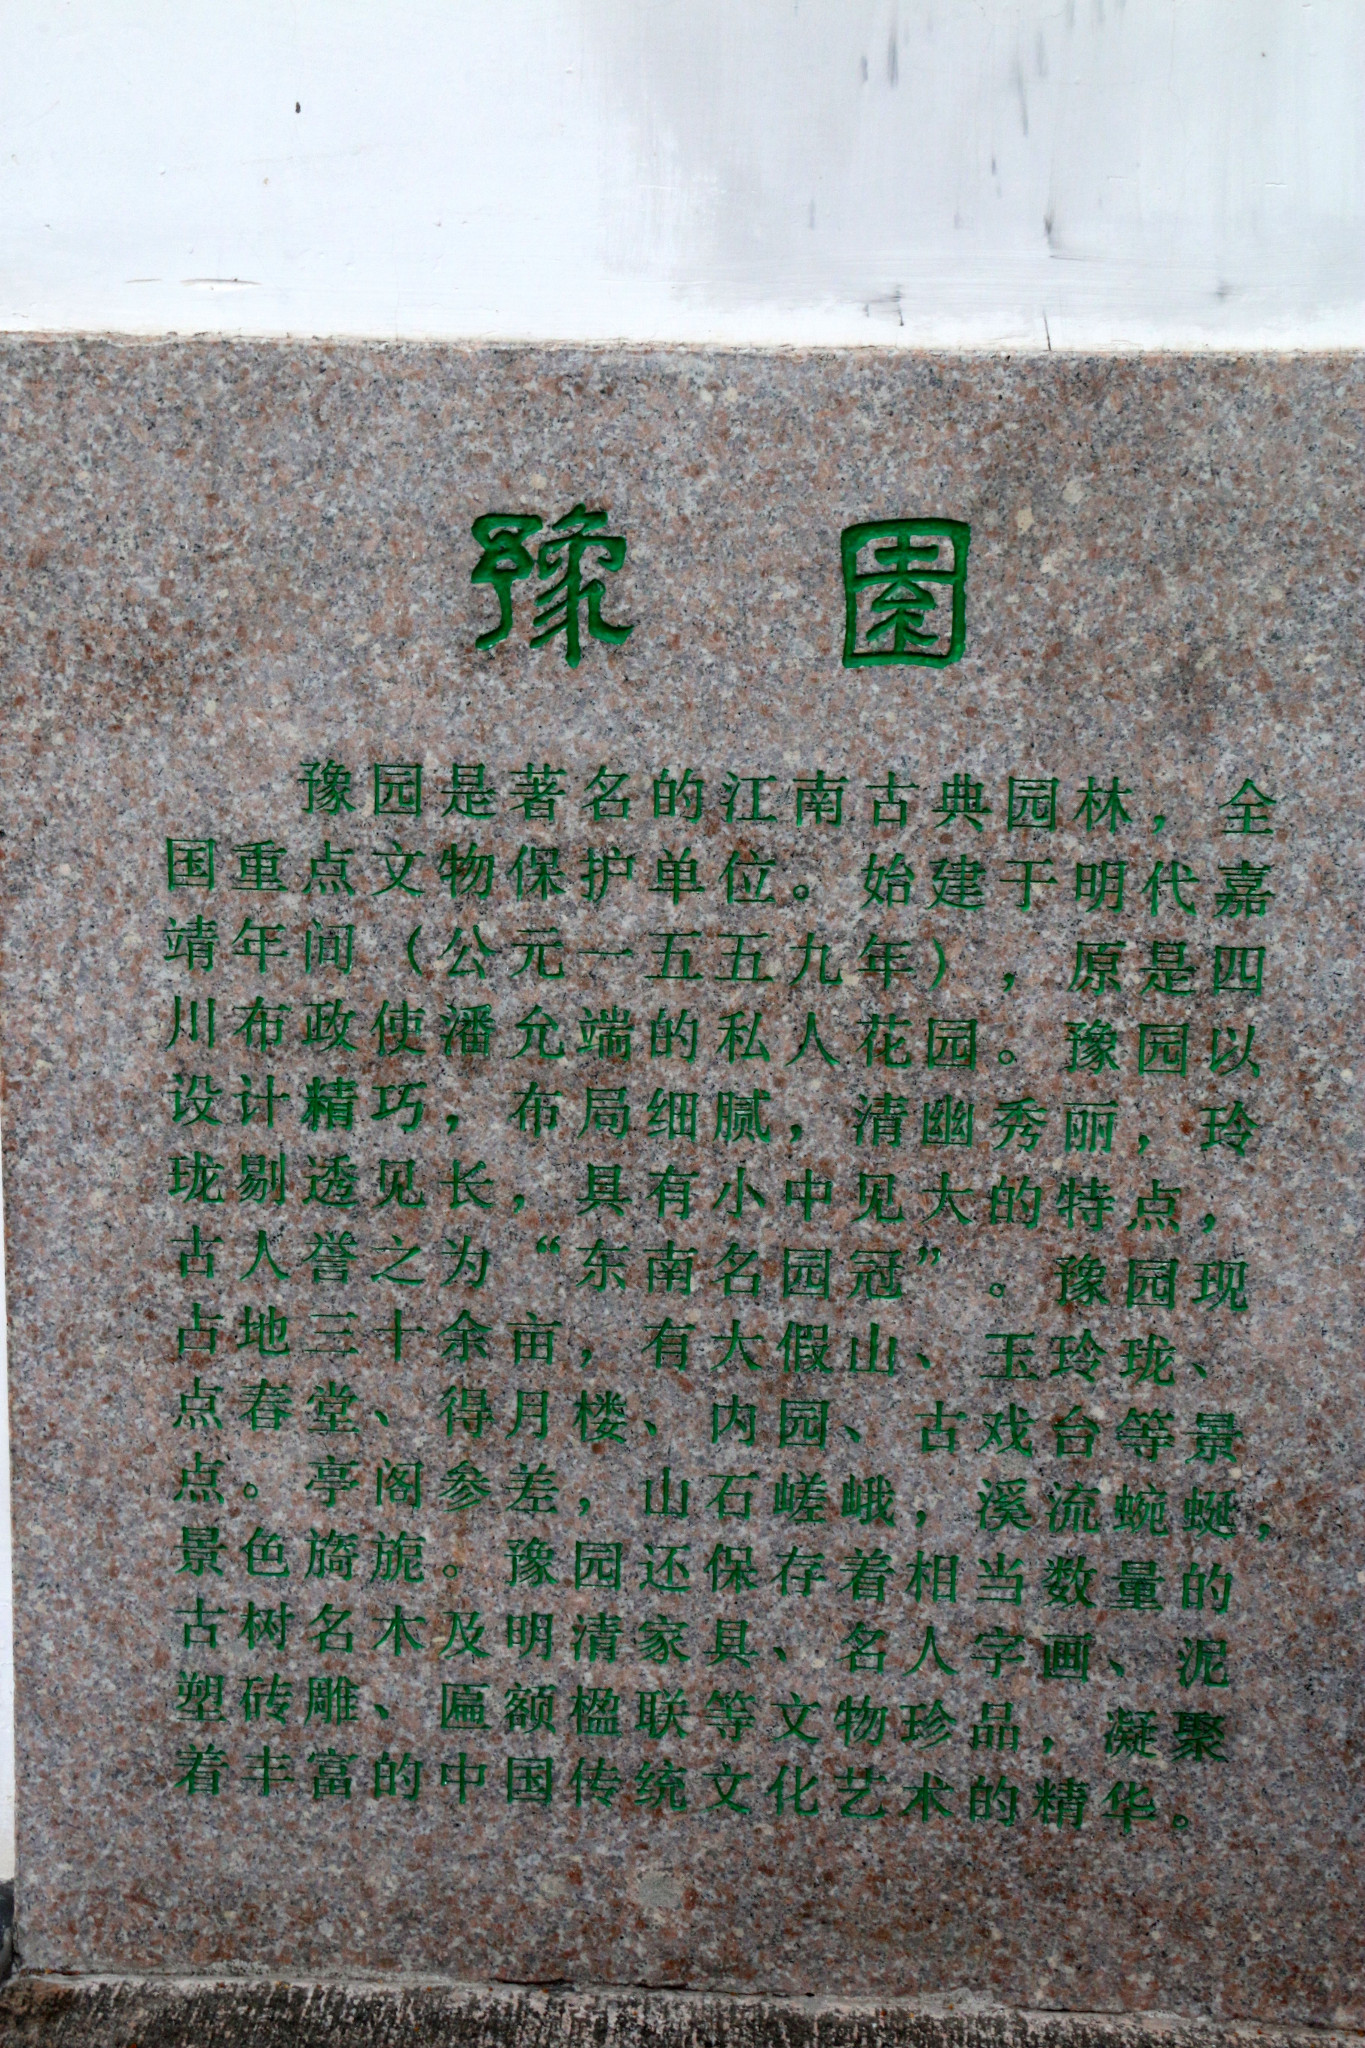 豫園
豫园是著名的江南古典园林，全
国重点文物保护单位。始建于明代嘉
靖年间（公元一五五九年），原是四
川布政使潘允端的私人花园。豫园以
设计精巧，布局细腻，清幽秀丽，玲
珑剔透见长，具有小中见大的特点，
古人誉之为“东南名园冠”。豫园现
占地三十余亩，有大假山、玉玲珑、
点春堂、得月楼、内园、古戏台等景
点。亭阁参差，山石嵯峨，溪流蜿蜒，
景色旖旎。豫园还保存着相当数量的
古树名木及明清家具、名人字画、泥
塑砖雕、匾额楹联等文物珍品，凝聚
着丰富的中国传统文化艺术的精华。